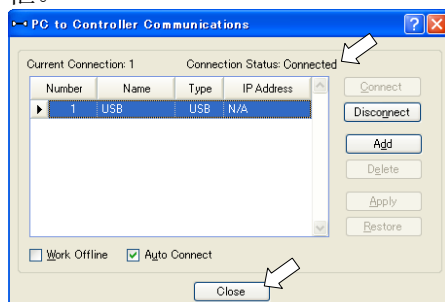 框。
PC to Controller Communications
Current Connection: 1 Connection Status: Connected
Number Name Type IP Address
1 USB USB N/A
Connect
Disconnect
Add
Delete
Apply
Restore
Work Offline Auto Connect
Close